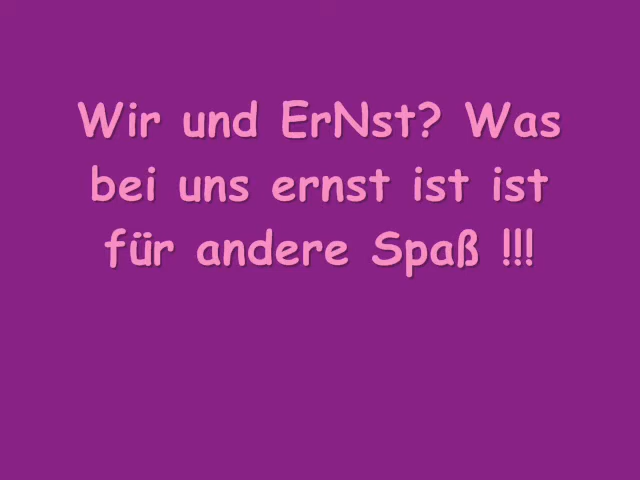 Wir und ErNst? Was
bei uns ernst ist ist
für andere Spaß !!!